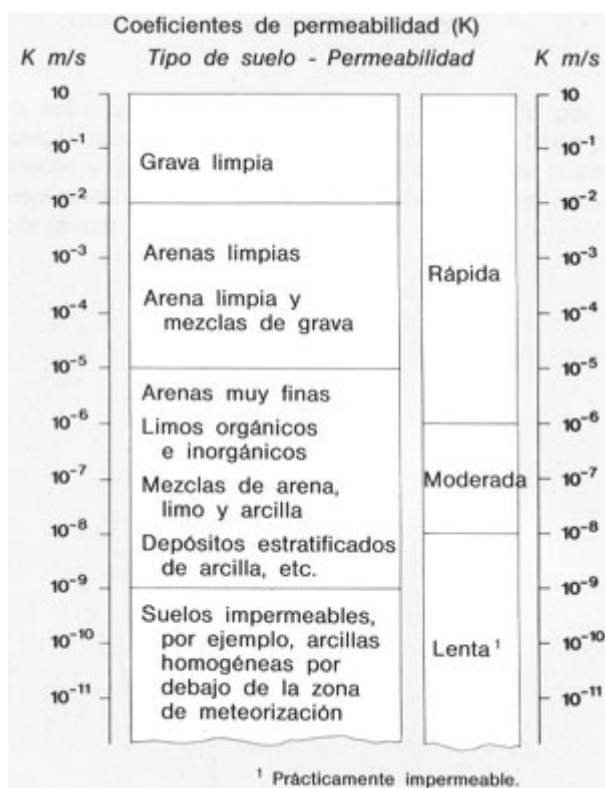 Coeficientes de permeabilidad (K)
K m/s Tipo de suelo - Permeabilidad K m/s
10 10
10⁻¹ 10⁻¹
Grava limpia
10⁻² 10⁻²
10⁻³ Arenas limpias Rápida 10⁻³
Arena limpia y
10⁻⁴ mezclas de grava 10⁻⁴
10⁻⁵ 10⁻⁵
Arenas muy finas
10⁻⁶ Limos orgánicos 10⁻⁶
e inorgánicos
10⁻⁷ Mezclas de arena, Moderada 10⁻⁷
limo y arcilla
10⁻⁸ 10⁻⁸
Depósitos estratificados
de arcilla, etc.
10⁻⁹ 10⁻⁹
Suelos impermeables,
10⁻¹⁰ por ejemplo, arcillas Lenta¹ 10⁻¹⁰
homogéneas por
10⁻¹¹ debajo de la zona 10⁻¹¹
de meteorización
¹ Prácticamente impermeable.